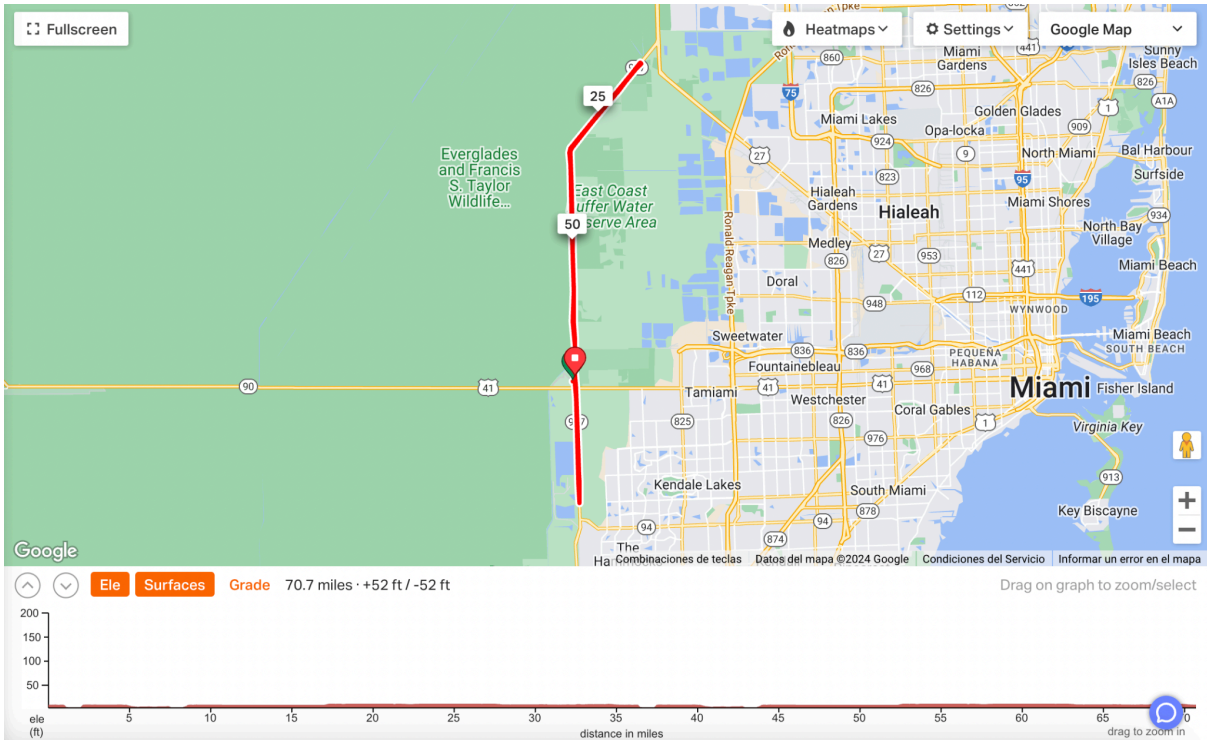 Fullscreen
Heatmaps
Settings
Google Map
860
Miami
Gardens
441
Sunny
Isles Beach
826
A1A
75
826
Golden Glades
1
Miami Lakes
Opa-locka
909
924
9
North Miami
Bal Harbour
27
823
95
Surfside
Hialeah
Gardens
Miami Shores
Hialeah
934
North Bay
Village
Medley
826
27
953
441
Miami Beach
Doral
112
195
948
WYNWOOD
Ronald Reagan Tpke
25
Everglades
and Francis
S. Taylor
Wildlife...
East Coast
50
Sweetwater
836
836
PEQUEÑA
HABANA
Miami Beach
SOUTH BEACH
Fountainebleau
968
90
41
Tamiami
41
41
Miami
Fisher Island
Westchester
Coral Gables
825
826
1
976
Virginia Key
Kendale Lakes
South Miami
913
878
Key Biscayne
94
94
874
The
Google
Combinaciones de teclas
Datos del mapa ©2024 Google
Condiciones del Servicio
Informar un error en el mapa
Ele
Surfaces
Grade
70.7 miles · +52 ft / -52 ft
Drag on graph to zoom/select
200
150
100
50
ele
(ft)
5 10 15 20 25 30 35 40 45 50 55 60 65 70
distance in miles
drag to zoom in